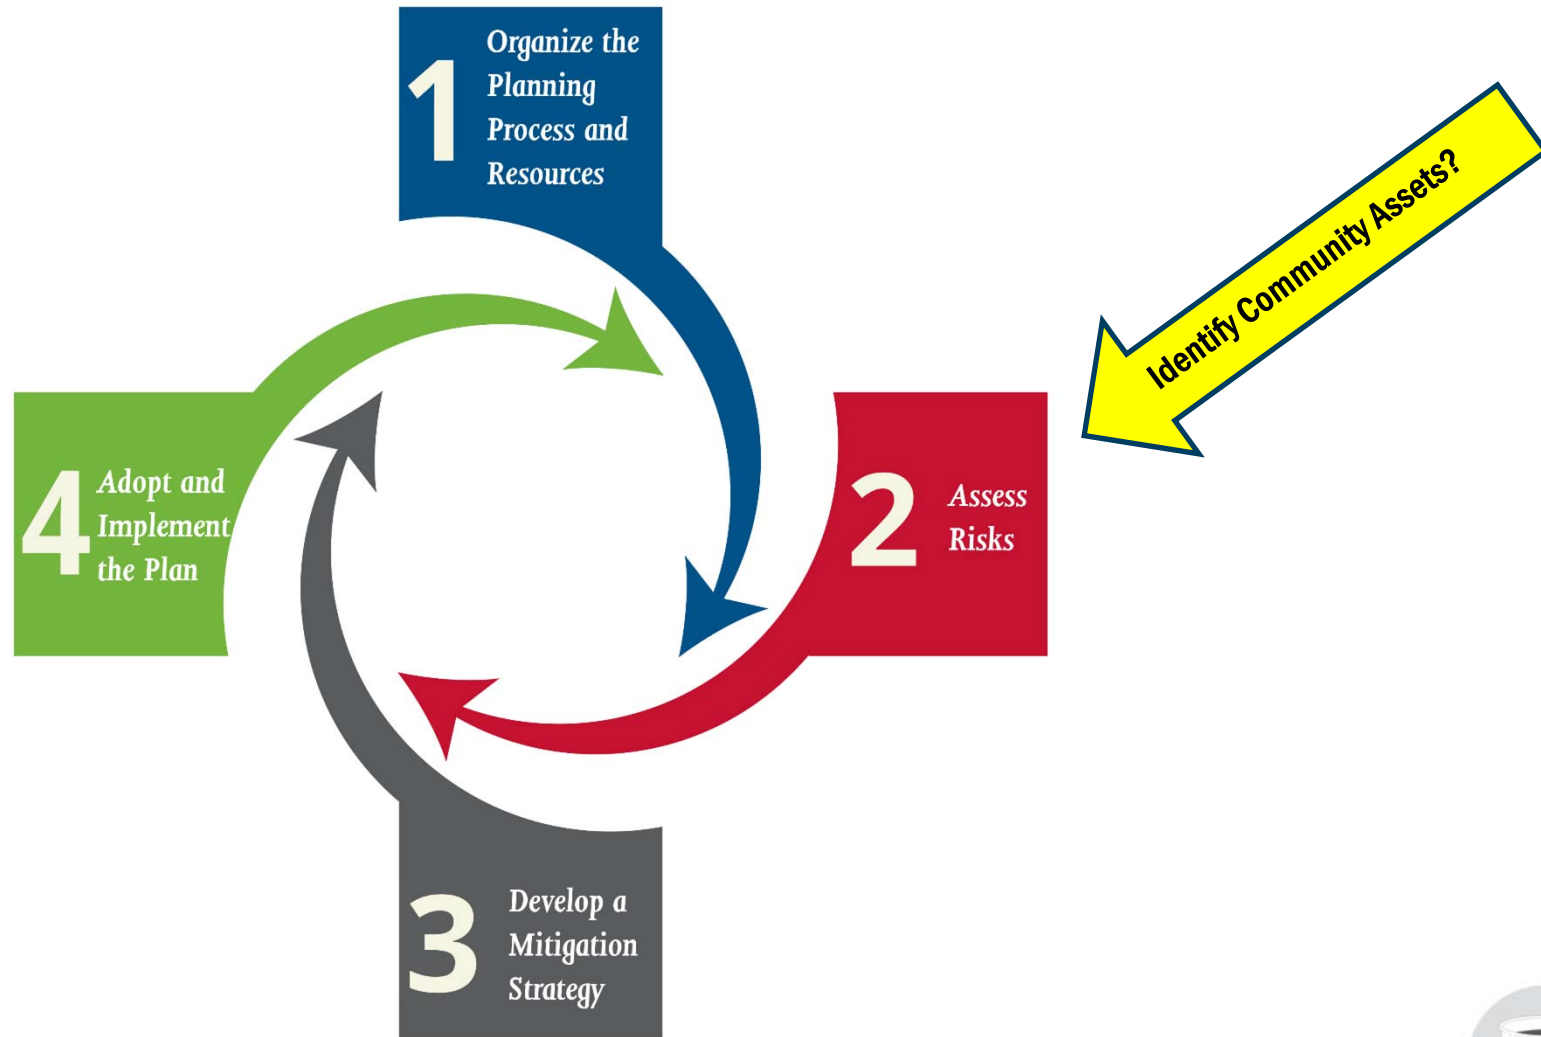 1
Organize the
Planning
Process and
Resources
Identify Community Assets?
2
Assess
Risks
4
Adopt and
Implement
the Plan
3
Develop a
Mitigation
Strategy